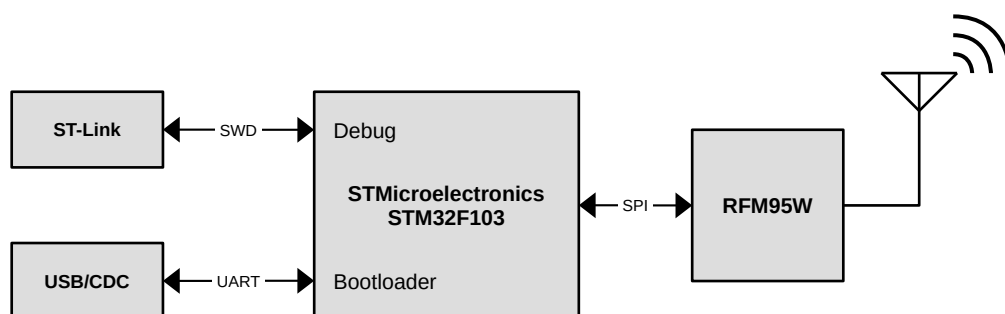 ST-Link
SWD
Debug
STMicroelectronics
STM32F103
SPI
RFM95W
USB/CDC
UART
Bootloader